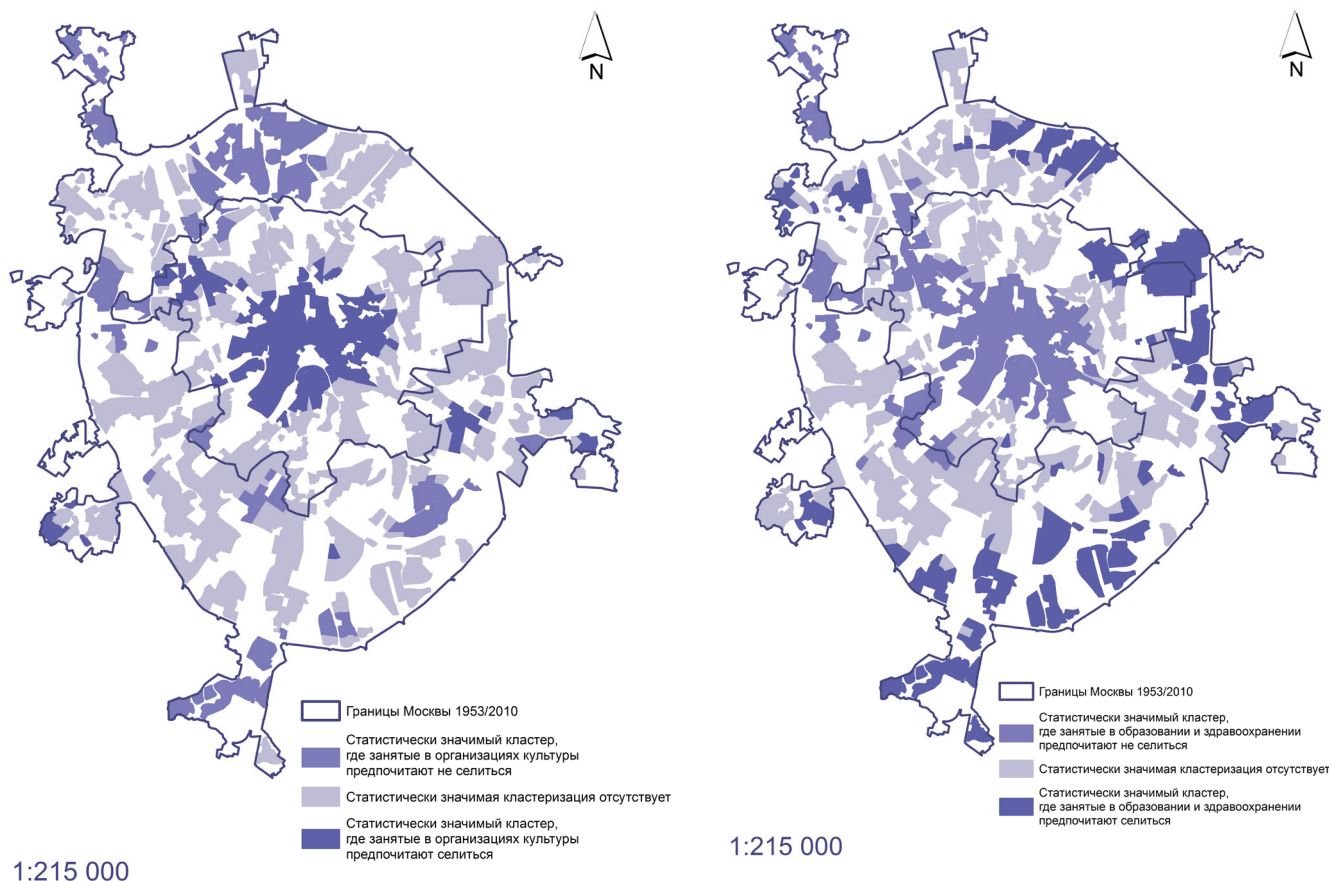 N
Границы Москвы 1953/2010
Статистически значимый кластер,
где занятые в организациях культуры
предпочитают не селиться
Статистически значимая кластеризация отсутствует
Статистически значимый кластер,
где занятые в организациях культуры
предпочитают селиться
1:215 000
N
Границы Москвы 1953/2010
Статистически значимый кластер,
где занятые в образовании и здравоохранении
предпочитают не селиться
Статистически значимая кластеризация отсутствует
Статистически значимый кластер,
где занятые в образовании и здравоохранении
предпочитают селиться
1:215 000